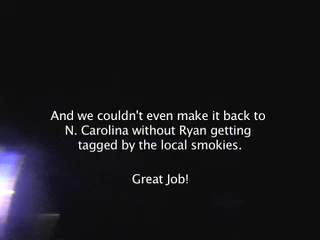 And we couldn't even make it back to
N. Carolina without Ryan getting
tagged by the local smokies.
Great Job!